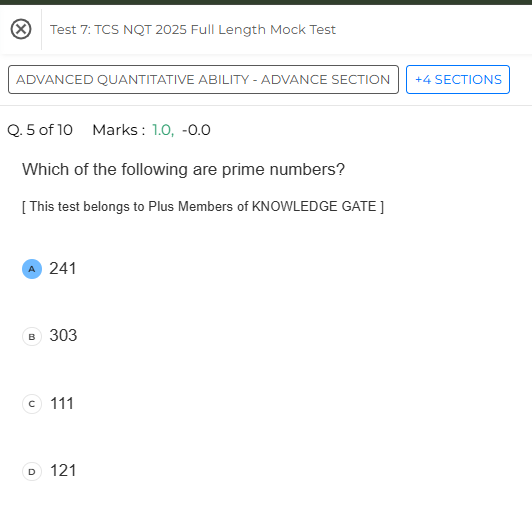 Test 7: TCS NQT 2025 Full Length Mock Test
ADVANCED QUANTITATIVE ABILITY - ADVANCE SECTION +4 SECTIONS
Q. 5 of 10 Marks : 1.0, -0.0
Which of the following are prime numbers?
[ This test belongs to Plus Members of KNOWLEDGE GATE ]
A 241
B 303
C 111
D 121